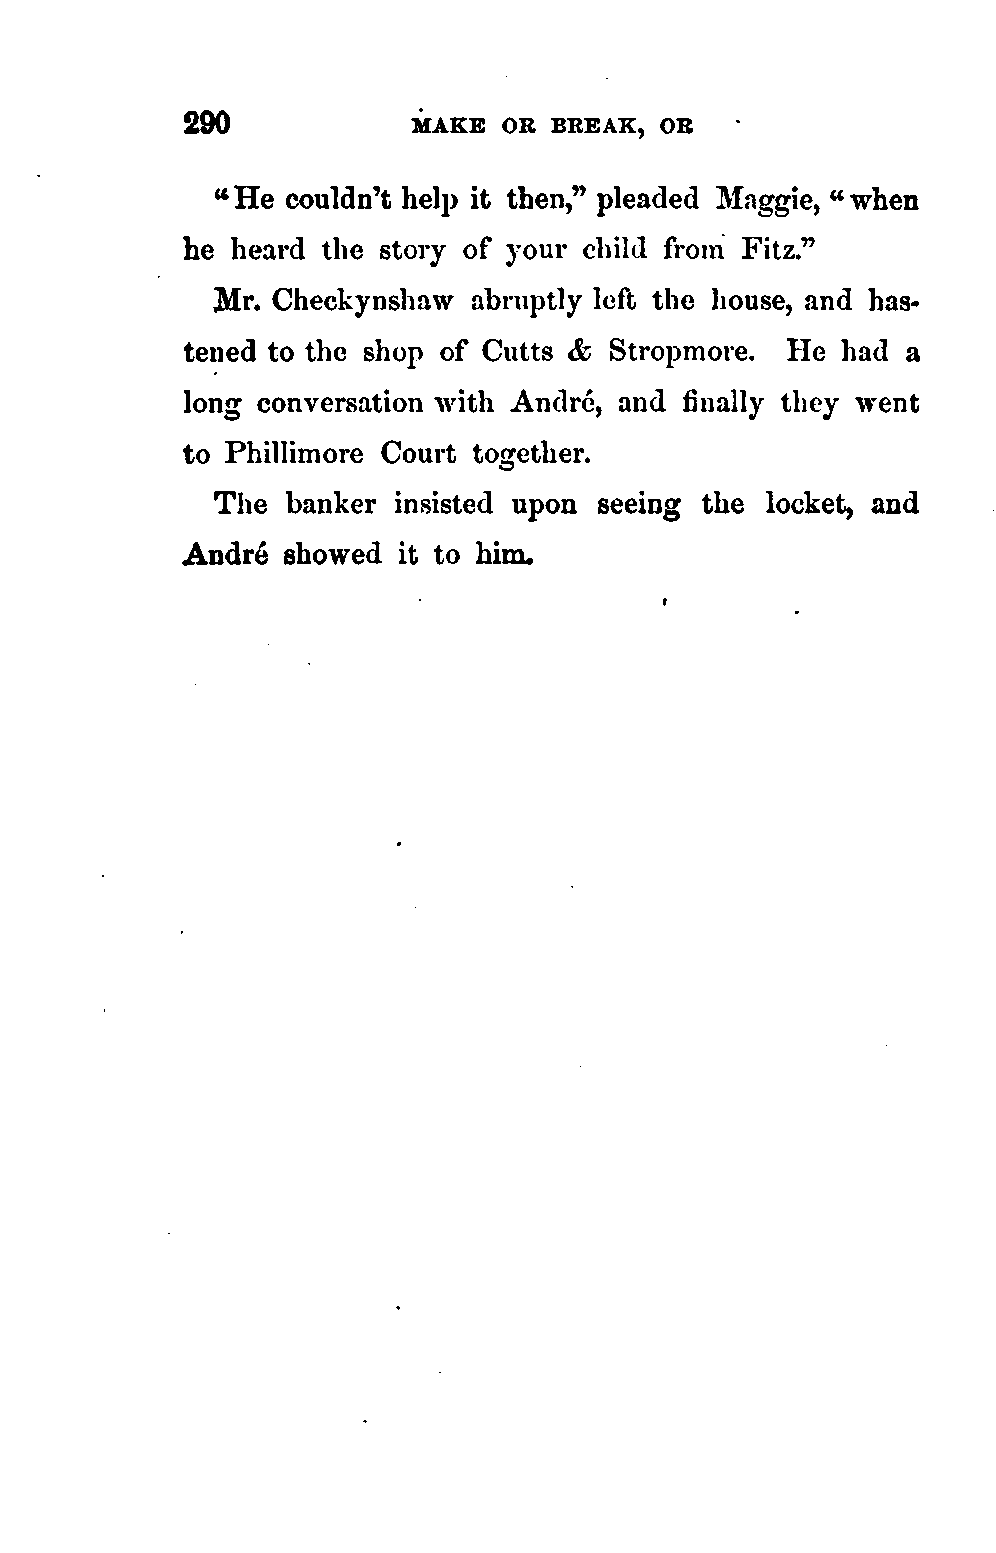 290 MAKE OR BREAK, OR
“He couldn’t help it then,” pleaded Maggie, “when
he heard the story of your child from Fitz.”
Mr. Checkynshaw abruptly left the house, and has-
tened to the shop of Cutts & Stropmore. He had a
long conversation with André, and finally they went
to Phillimore Court together.
The banker insisted upon seeing the locket, and
André showed it to him.